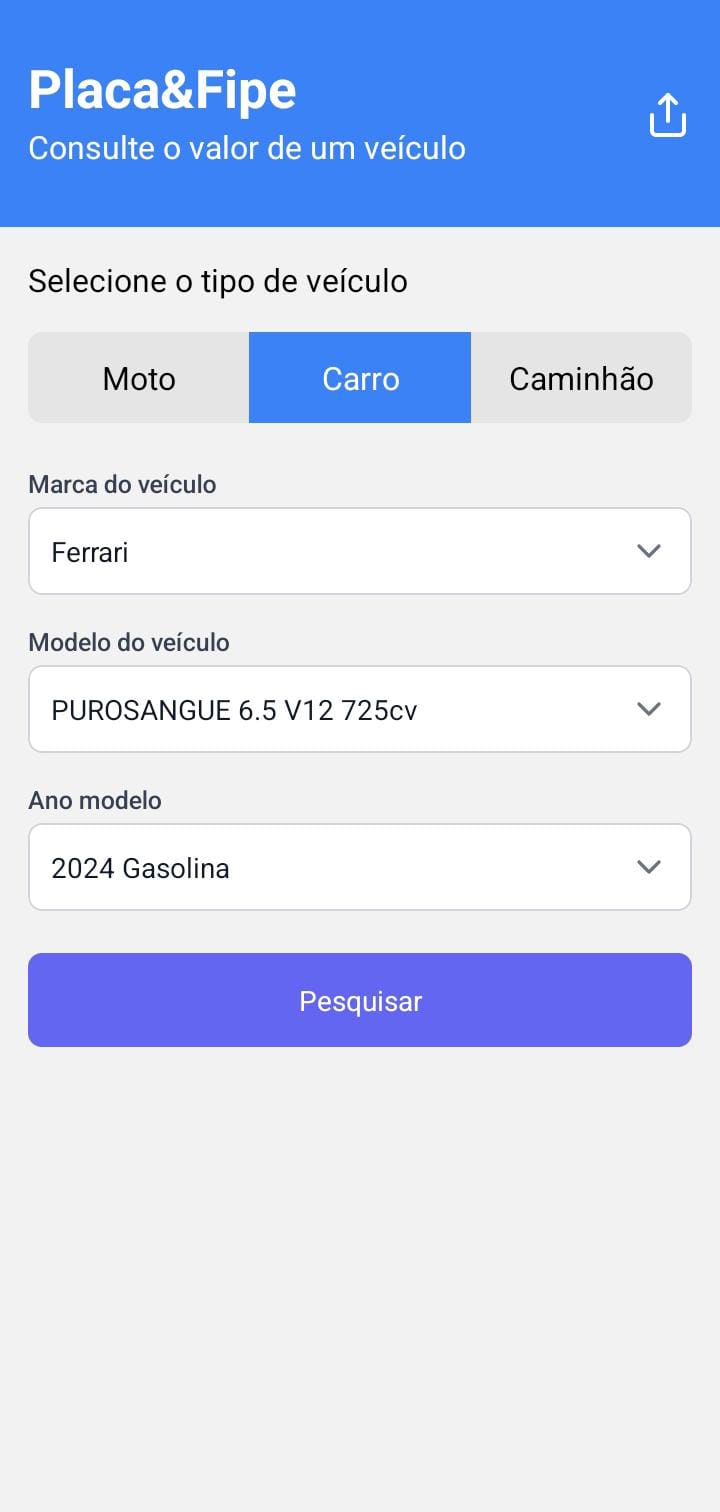 Placa&Fipe
Consulte o valor de um veículo
Selecione o tipo de veículo
Moto
Carro
Caminhão
Marca do veículo
Ferrari
Modelo do veículo
PUROSANGUE 6.5 V12 725cv
Ano modelo
2024 Gasolina
Pesquisar